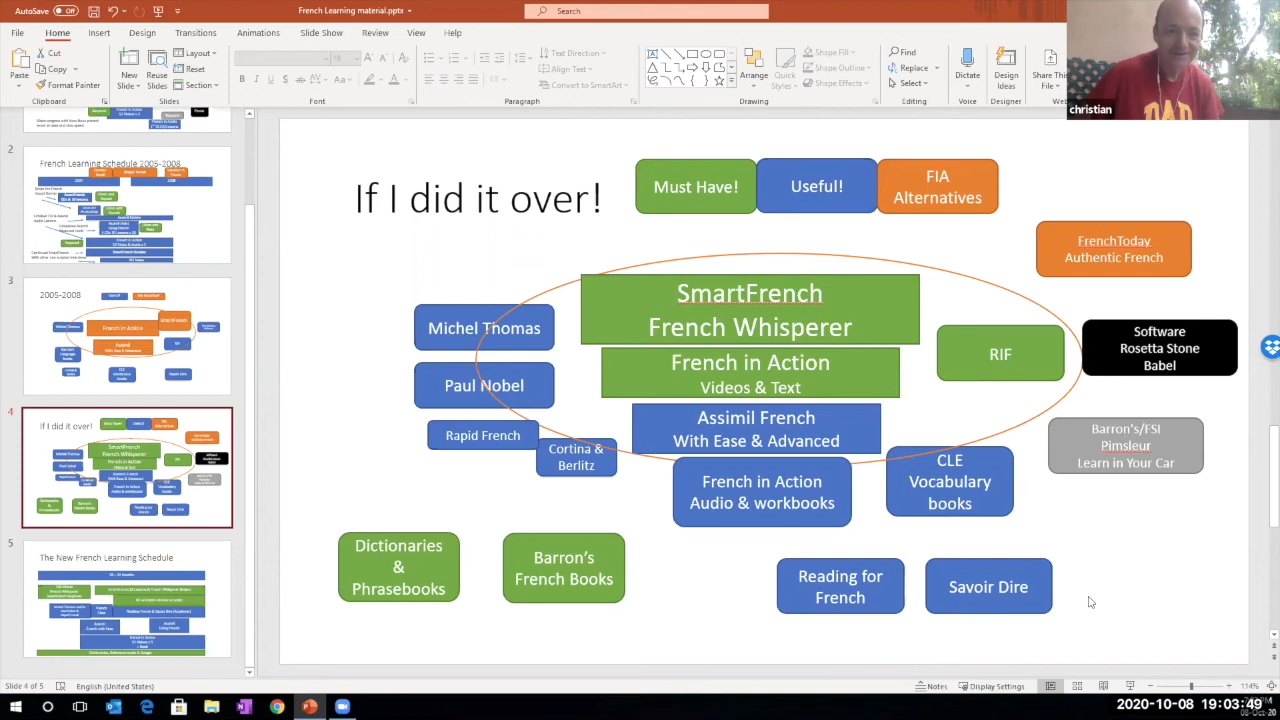 AutoSave Off
French Learning material.pptx
Search
File Home Insert Design Transitions Animations Slide Show Review View Help
Paste
Cut
Copy
Format Painter
Clipboard
New Slide
Reuse Slides
Layout
Reset
Section
Slides
Font
Text Direction
Align Text
Convert to SmartArt
Paragraph
Arrange
Quick Styles
Shape Fill
Shape Outline
Shape Effects
Drawing
Find
Replace
Select
Editing
Dictate
Voice
Design Ideas
Designer
Share This File
christian
2
French Learning Schedule 2005-2008
3
2005-2008
4
If I did it over!
5
The New French Learning Schedule
If I did it over!
Must Have!
Useful!
FIA
Alternatives
FrenchToday
Authentic French
SmartFrench
French Whisperer
French in Action
Videos & Text
Assimil French
With Ease & Advanced
French in Action
Audio & workbooks
Michel Thomas
Paul Nobel
Rapid French
Cortina &
Berlitz
RIF
Software
Rosetta Stone
Babel
Barron's/FSI
Pimsleur
Learn in Your Car
CLE
Vocabulary
books
Dictionaries
&
Phrasebooks
Barron's
French Books
Reading for
French
Savoir Dire
Slide 4 of 5
English (United States)
Notes
Display Settings
114%
2020-10-08 19:03:49
08-Oct-20